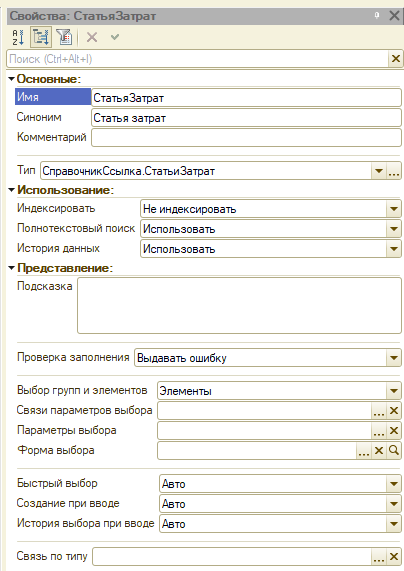 Свойства: СтатьяЗатрат
Поиск (Ctrl+Alt+I)
Основные:
Имя СтатьяЗатрат
Синоним Статья затрат
Комментарий
Тип СправочникСсылка.СтатьиЗатрат
Использование:
Индексировать Не индексировать
Полнотекстовый поиск Использовать
История данных Использовать
Представление:
Подсказка
Проверка заполнения Выдавать ошибку
Выбор групп и элементов Элементы
Связи параметров выбора
Параметры выбора
Форма выбора
Быстрый выбор Авто
Создание при вводе Авто
История выбора при вводе Авто
Связь по типу